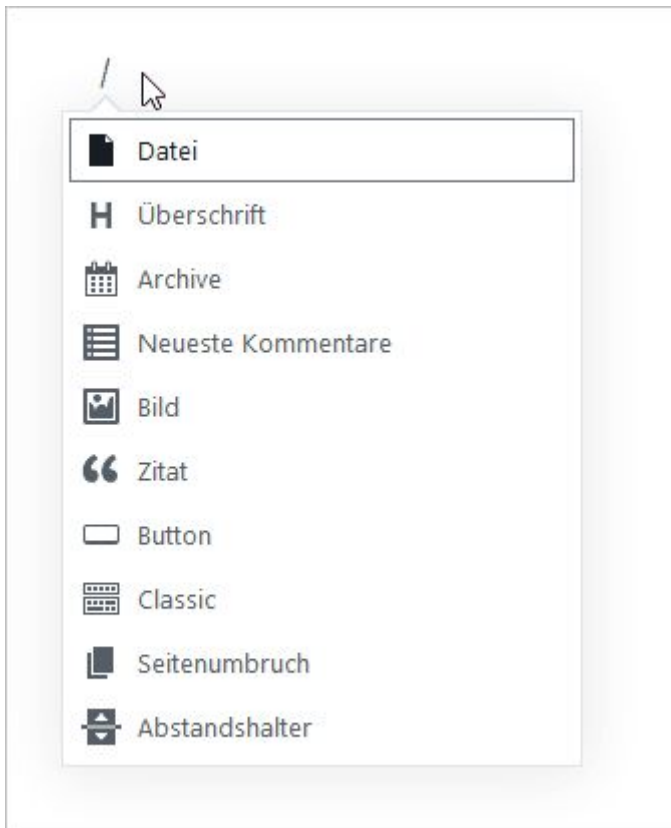 /
Datei
Überschrift
Archive
Neueste Kommentare
Bild
Zitat
Button
Classic
Seitenumbruch
Abstandshalter